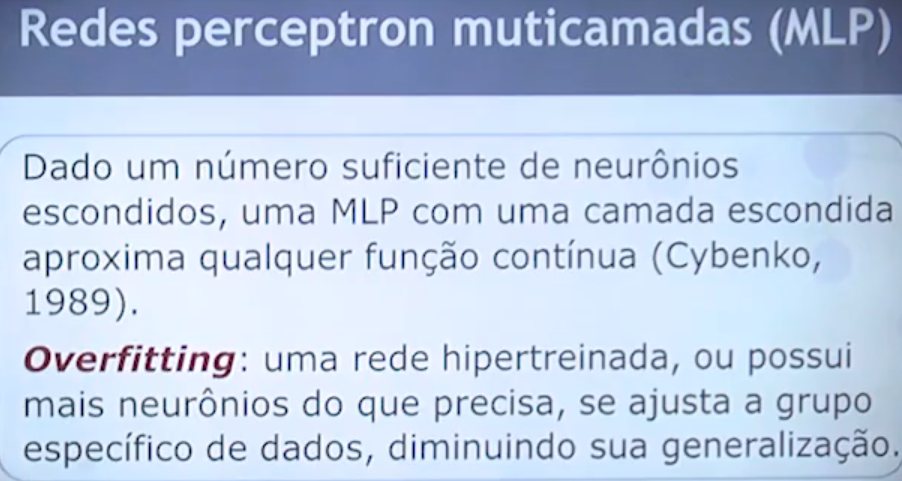 Redes perceptron muticamadas (MLP)
Dado um número suficiente de neurônios
escondidos, uma MLP com uma camada escondida
aproxima qualquer função contínua (Cybenko,
1989).
Overfitting: uma rede hipertreinada, ou possui
mais neurônios do que precisa, se ajusta a grupo
específico de dados, diminuindo sua generalização.